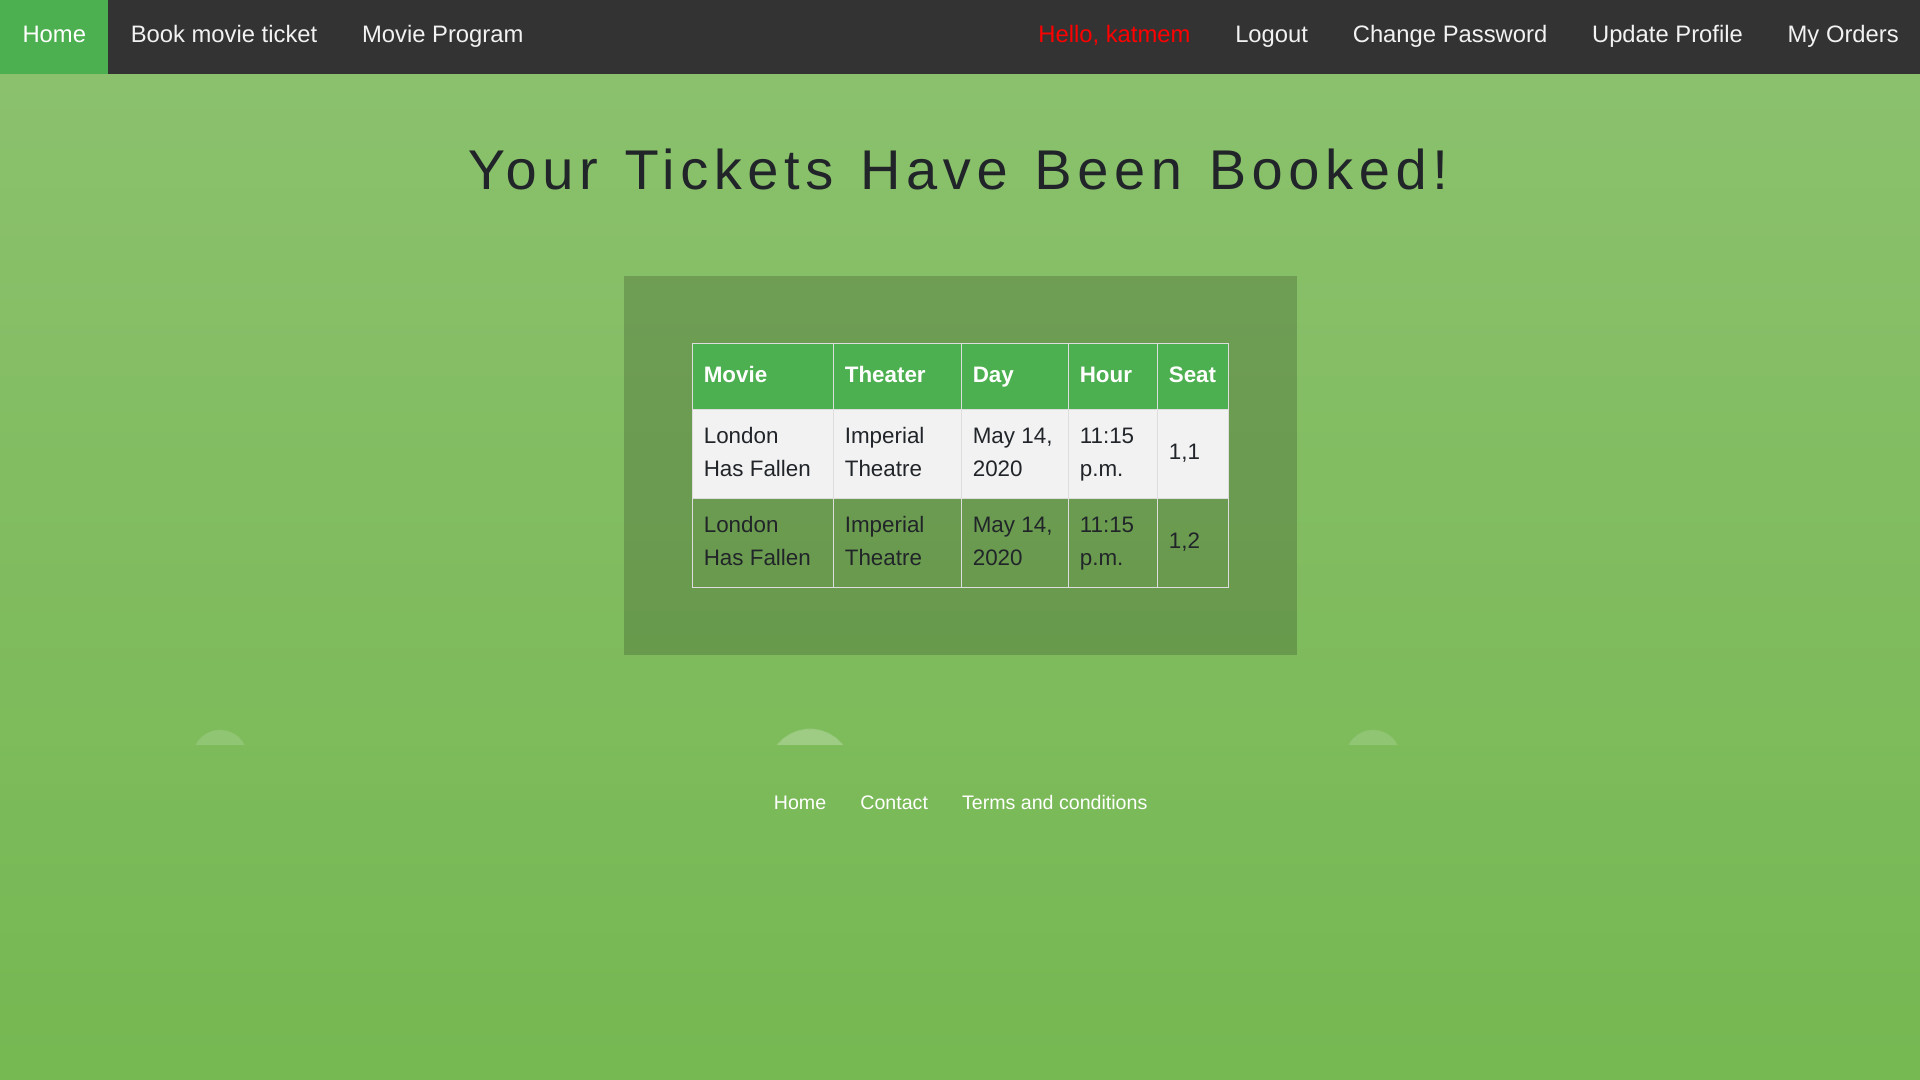 Home Book movie ticket Movie Program Hello, katmem Logout Change Password Update Profile My Orders
Your Tickets Have Been Booked!
Movie Theater Day Hour Seat
London Has Fallen Imperial Theatre May 14, 2020 11:15 p.m. 1,1
London Has Fallen Imperial Theatre May 14, 2020 11:15 p.m. 1,2
Home Contact Terms and conditions